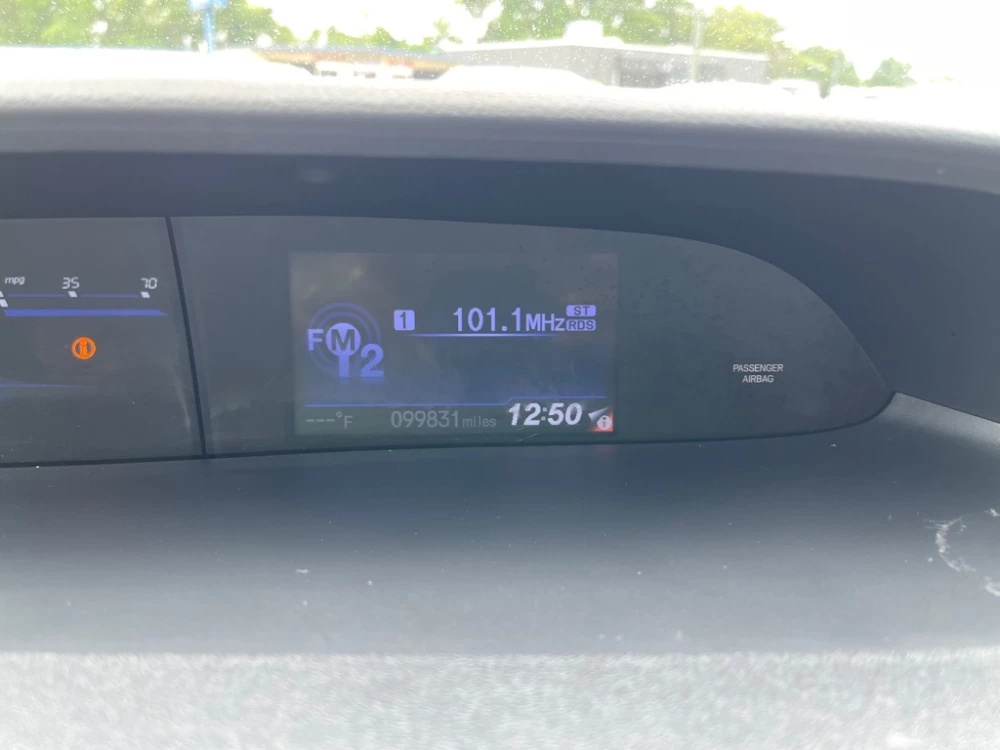 mpg 35 70
FM2
1 101.1MHz ST
RDS
---°F 099831 miles 12:50 i
PASSENGER
AIRBAG